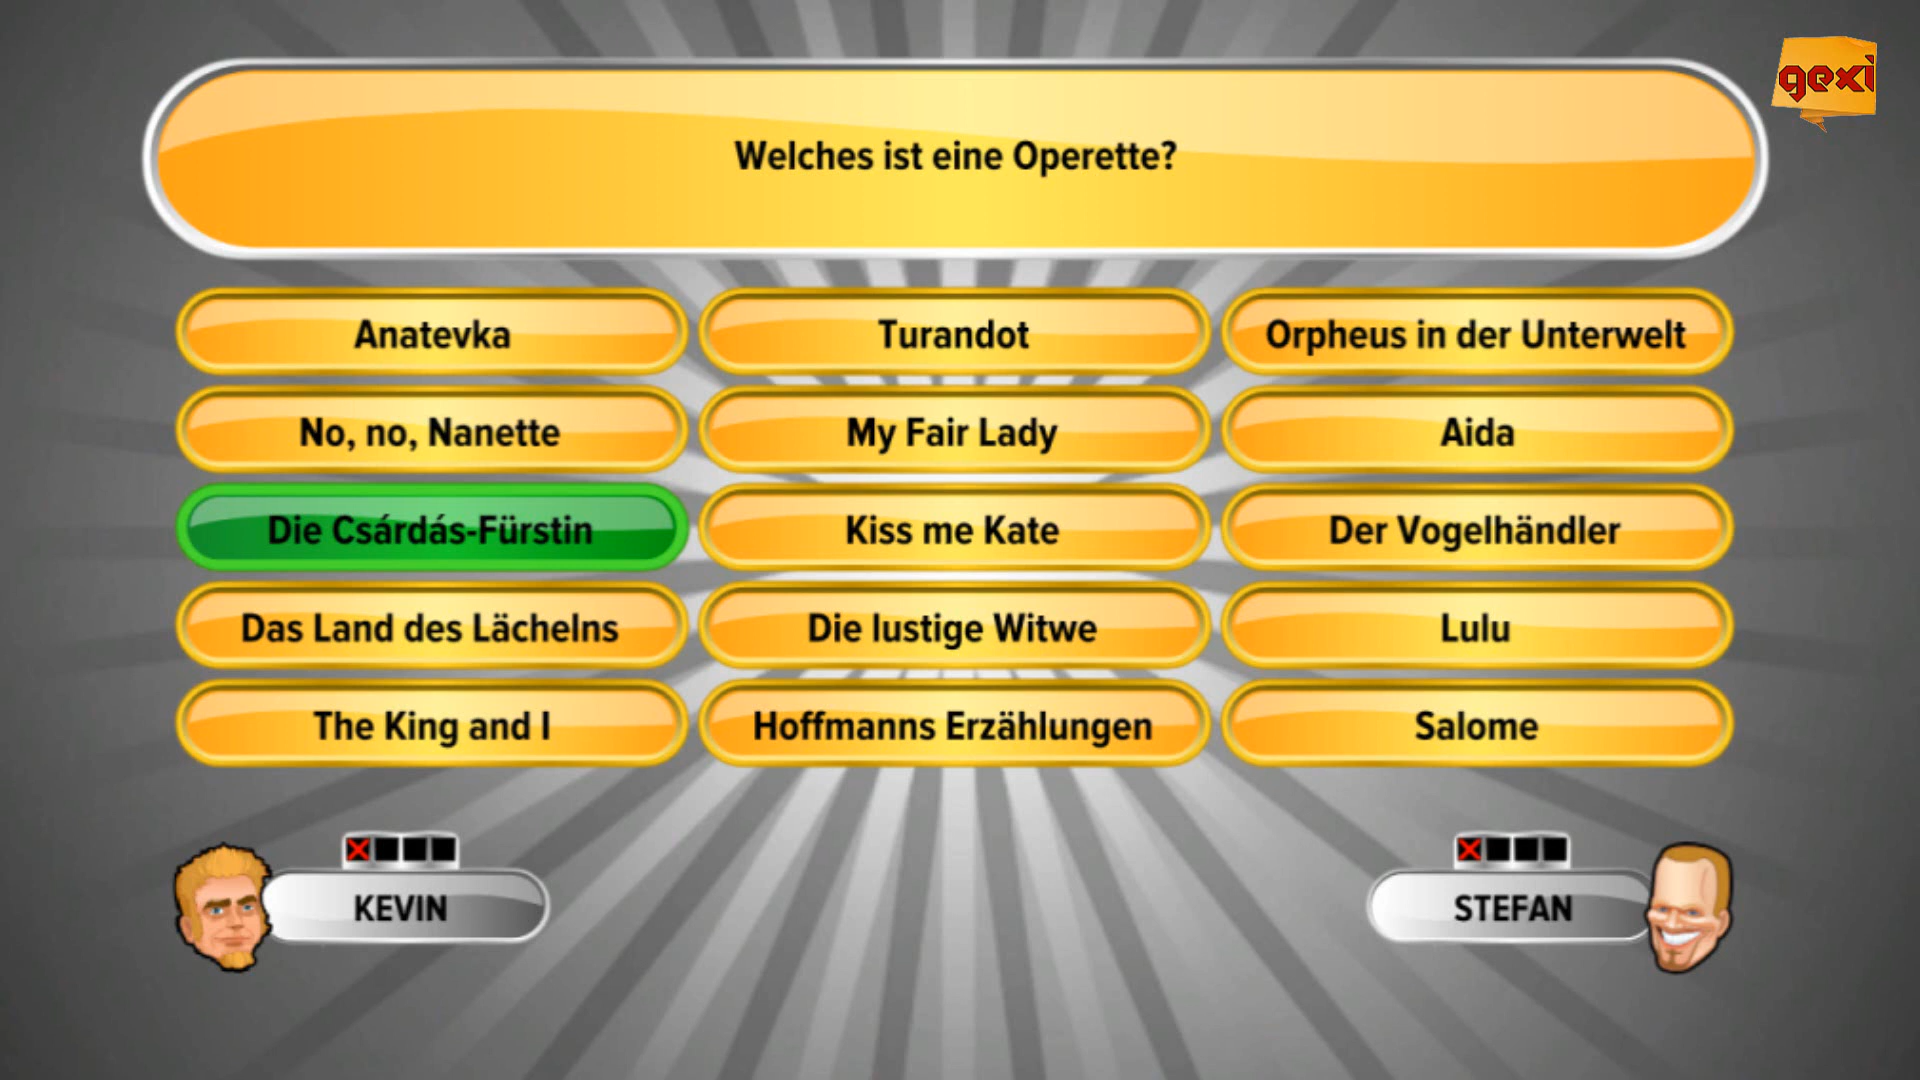 gexi
Welches ist eine Operette?
Anatevka
Turandot
Orpheus in der Unterwelt
No, no, Nanette
My Fair Lady
Aida
Die Csárdás-Fürstin
Kiss me Kate
Der Vogelhändler
Das Land des Lächelns
Die lustige Witwe
Lulu
The King and I
Hoffmanns Erzählungen
Salome
KEVIN
STEFAN